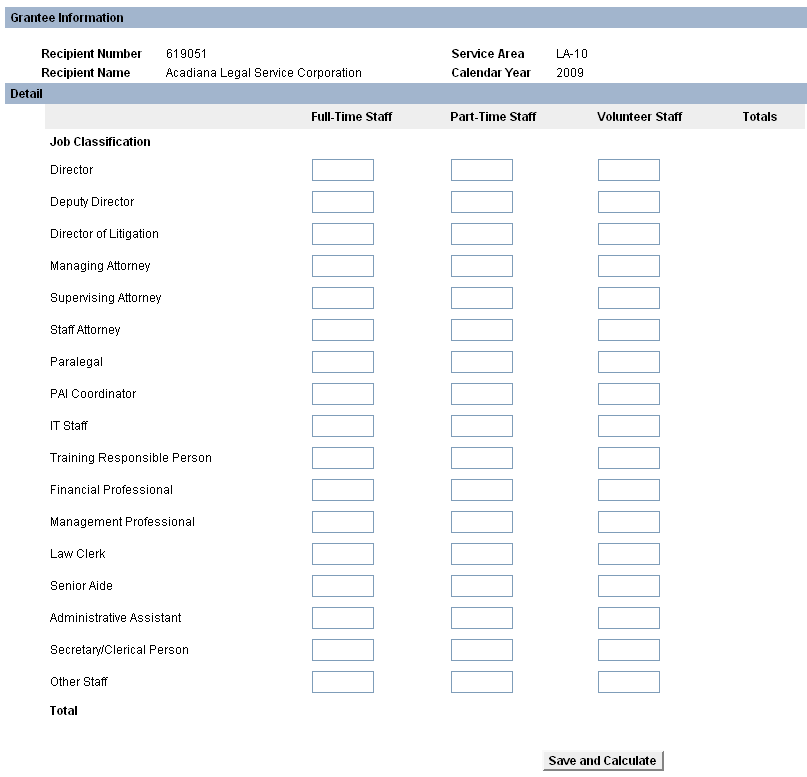 Grantee Information
Recipient Number 619051 Service Area LA-10
Recipient Name Acadiana Legal Service Corporation Calendar Year 2009
Detail
Full-Time Staff Part-Time Staff Volunteer Staff Totals
Job Classification
Director
Deputy Director
Director of Litigation
Managing Attorney
Supervising Attorney
Staff Attorney
Paralegal
PAI Coordinator
IT Staff
Training Responsible Person
Financial Professional
Management Professional
Law Clerk
Senior Aide
Administrative Assistant
Secretary/Clerical Person
Other Staff
Total
Save and Calculate